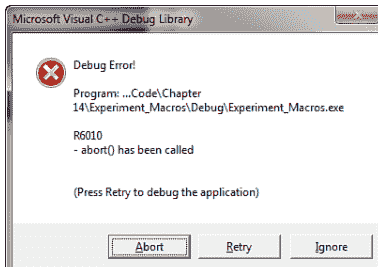 Microsoft Visual C++ Debug Library
Debug Error!
Program: ...Code\Chapter
14\Experiment_Macros\Debug\Experiment_Macros.exe
R6010
- abort() has been called
(Press Retry to debug the application)
Abort Retry Ignore